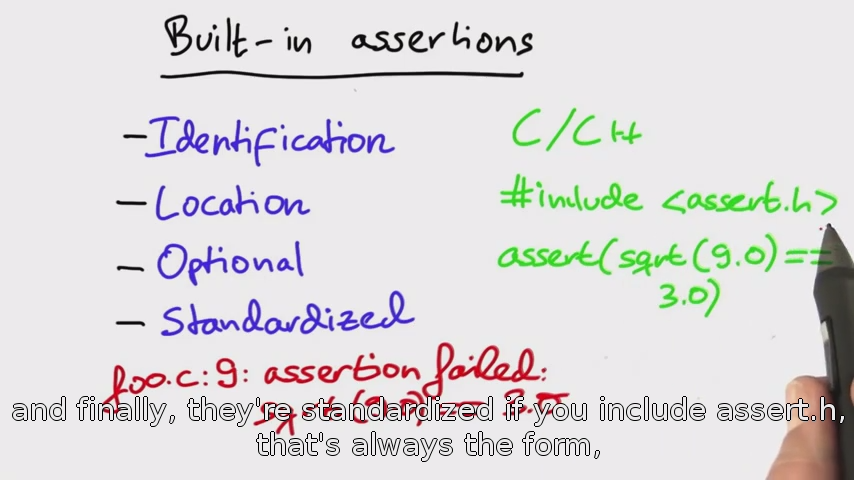 Built-in assertions
- Identification
- Location
- Optional
- Standardized
C/C++
#include <assert.h>
assert(sqrt(9.0)==
3.0)
foo.c:9: assertion failed:
and finally, they're standardized if you include assert.h,
that's always the form,